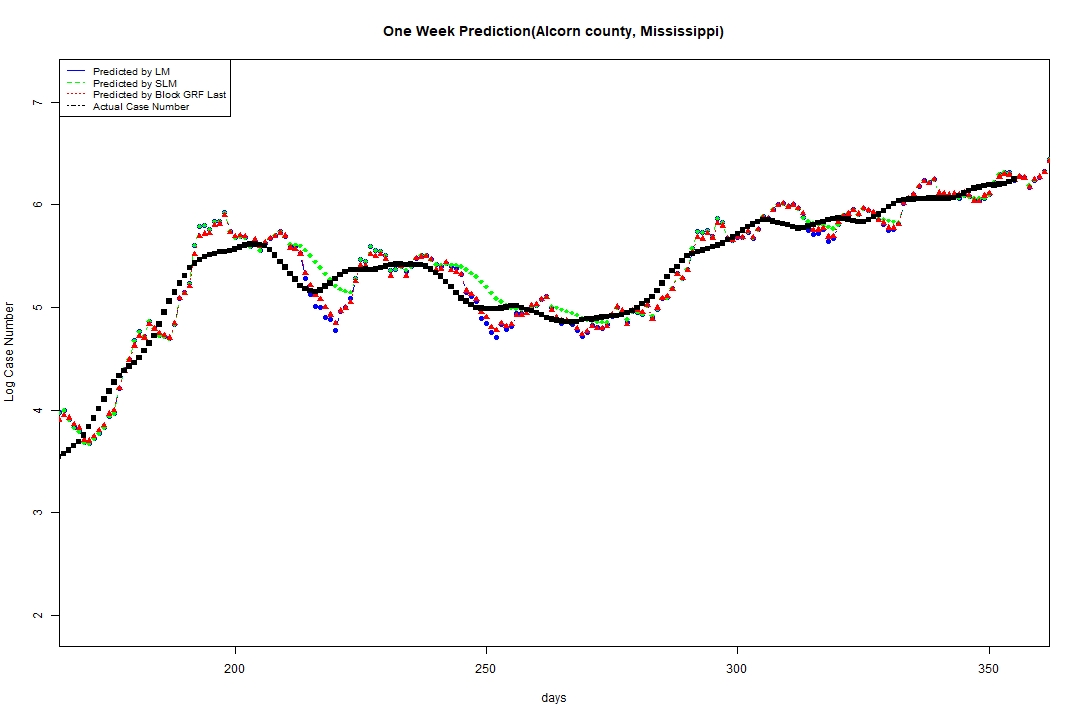 One Week Prediction(Alcorn county, Mississippi)
Predicted by LM
Predicted by SLM
Predicted by Block GRF Last
Actual Case Number
7
6
5
4
3
2
Log Case Number
200 250 300 350
days